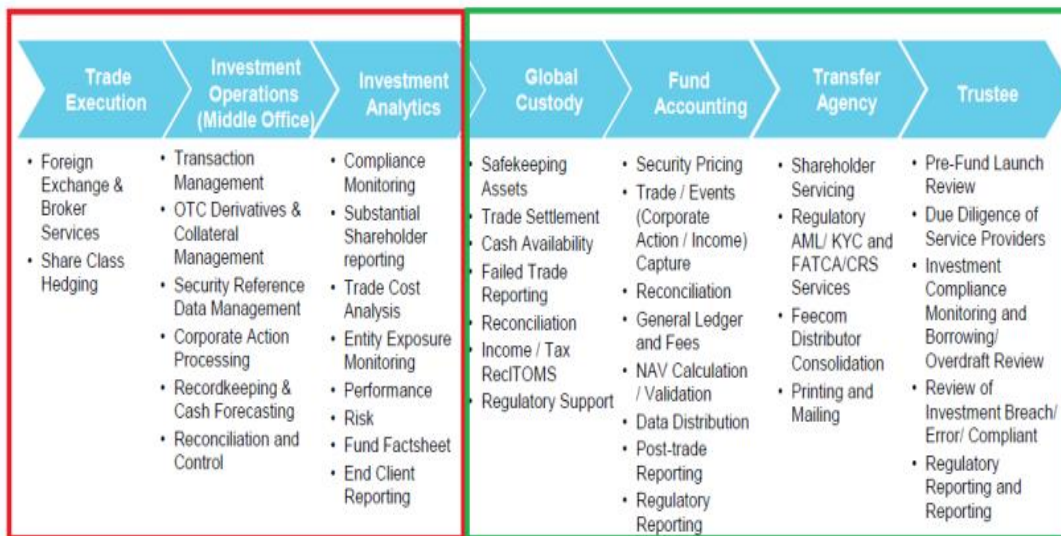 Trade
Execution
Investment
Operations
(Middle Office)
Investment
Analytics
Global
Custody
Fund
Accounting
Transfer
Agency
Trustee
• Foreign
Exchange &
Broker
Services
• Share Class
Hedging
• Transaction
Management
• OTC Derivatives &
Collateral
Management
• Security Reference
Data Management
• Corporate Action
Processing
• Recordkeeping &
Cash Forecasting
• Reconciliation and
Control
• Compliance
Monitoring
• Substantial
Shareholder
reporting
• Trade Cost
Analysis
• Entity Exposure
Monitoring
• Performance
• Risk
• Fund Factsheet
• End Client
Reporting
• Safekeeping
Assets
• Trade Settlement
• Cash Availability
• Failed Trade
Reporting
• Reconciliation
• Income / Tax
RecITOMS
• Regulatory Support
• Security Pricing
• Trade / Events
(Corporate
Action / Income)
Capture
• Reconciliation
• General Ledger
and Fees
• NAV Calculation
/ Validation
• Data Distribution
• Post-trade
Reporting
• Regulatory
Reporting
• Shareholder
Servicing
• Regulatory
AML/ KYC and
FATCA/CRS
Services
• Feecom
Distributor
Consolidation
• Printing and
Mailing
• Pre-Fund Launch
Review
• Due Diligence of
Service Providers
• Investment
Compliance
Monitoring and
Borrowing/
Overdraft Review
• Review of
Investment Breach/
Error/ Compliant
• Regulatory
Reporting and
Reporting